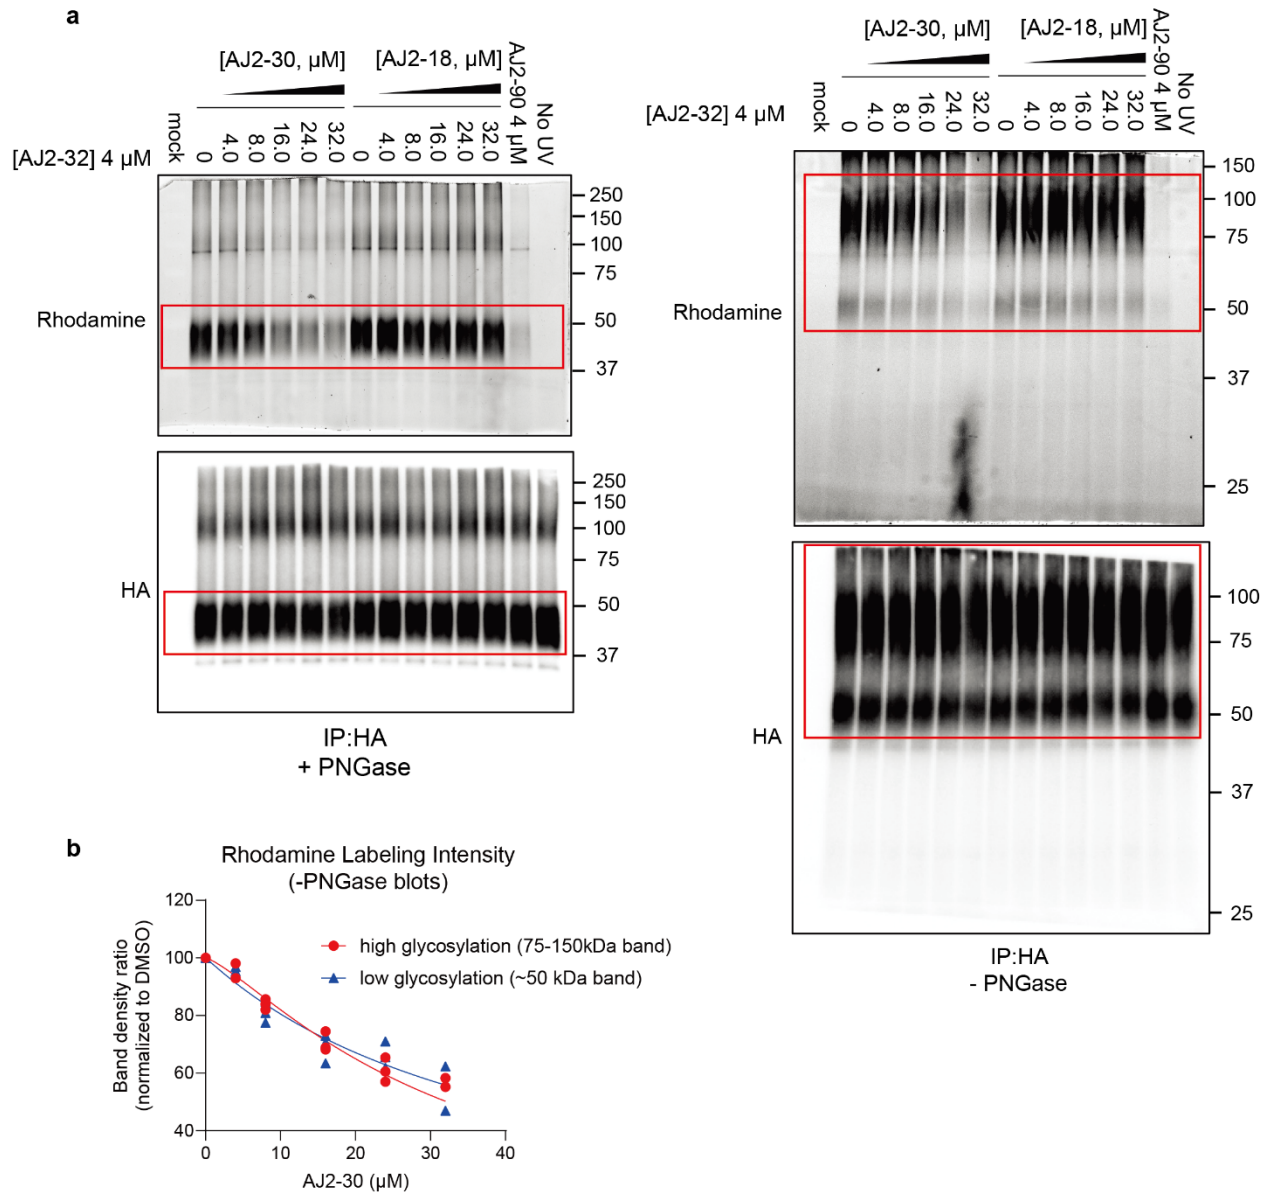 a
[AJ2-30, µM] [AJ2-18, µM]
AJ2-90 4 µM
No UV
mock
[AJ2-32] 4 µM
0 4.0 8.0 16.0 24.0 32.0 0 4.0 8.0 16.0 24.0 32.0
250
150
100
75
50
37
Rhodamine
250
150
100
75
50
37
HA
IP:HA
+ PNGase
[AJ2-30, µM] [AJ2-18, µM]
AJ2-90 4 µM
No UV
mock
[AJ2-32] 4 µM
0 4.0 8.0 16.0 24.0 32.0 0 4.0 8.0 16.0 24.0 32.0
150
100
75
50
37
25
Rhodamine
100
75
50
37
25
HA
IP:HA
- PNGase
b
Rhodamine Labeling Intensity
(-PNGase blots)
120
100
80
60
40
Band density ratio
(normalized to DMSO)
high glycosylation (75-150kDa band)
low glycosylation (~50 kDa band)
0 10 20 30 40
AJ2-30 (µM)